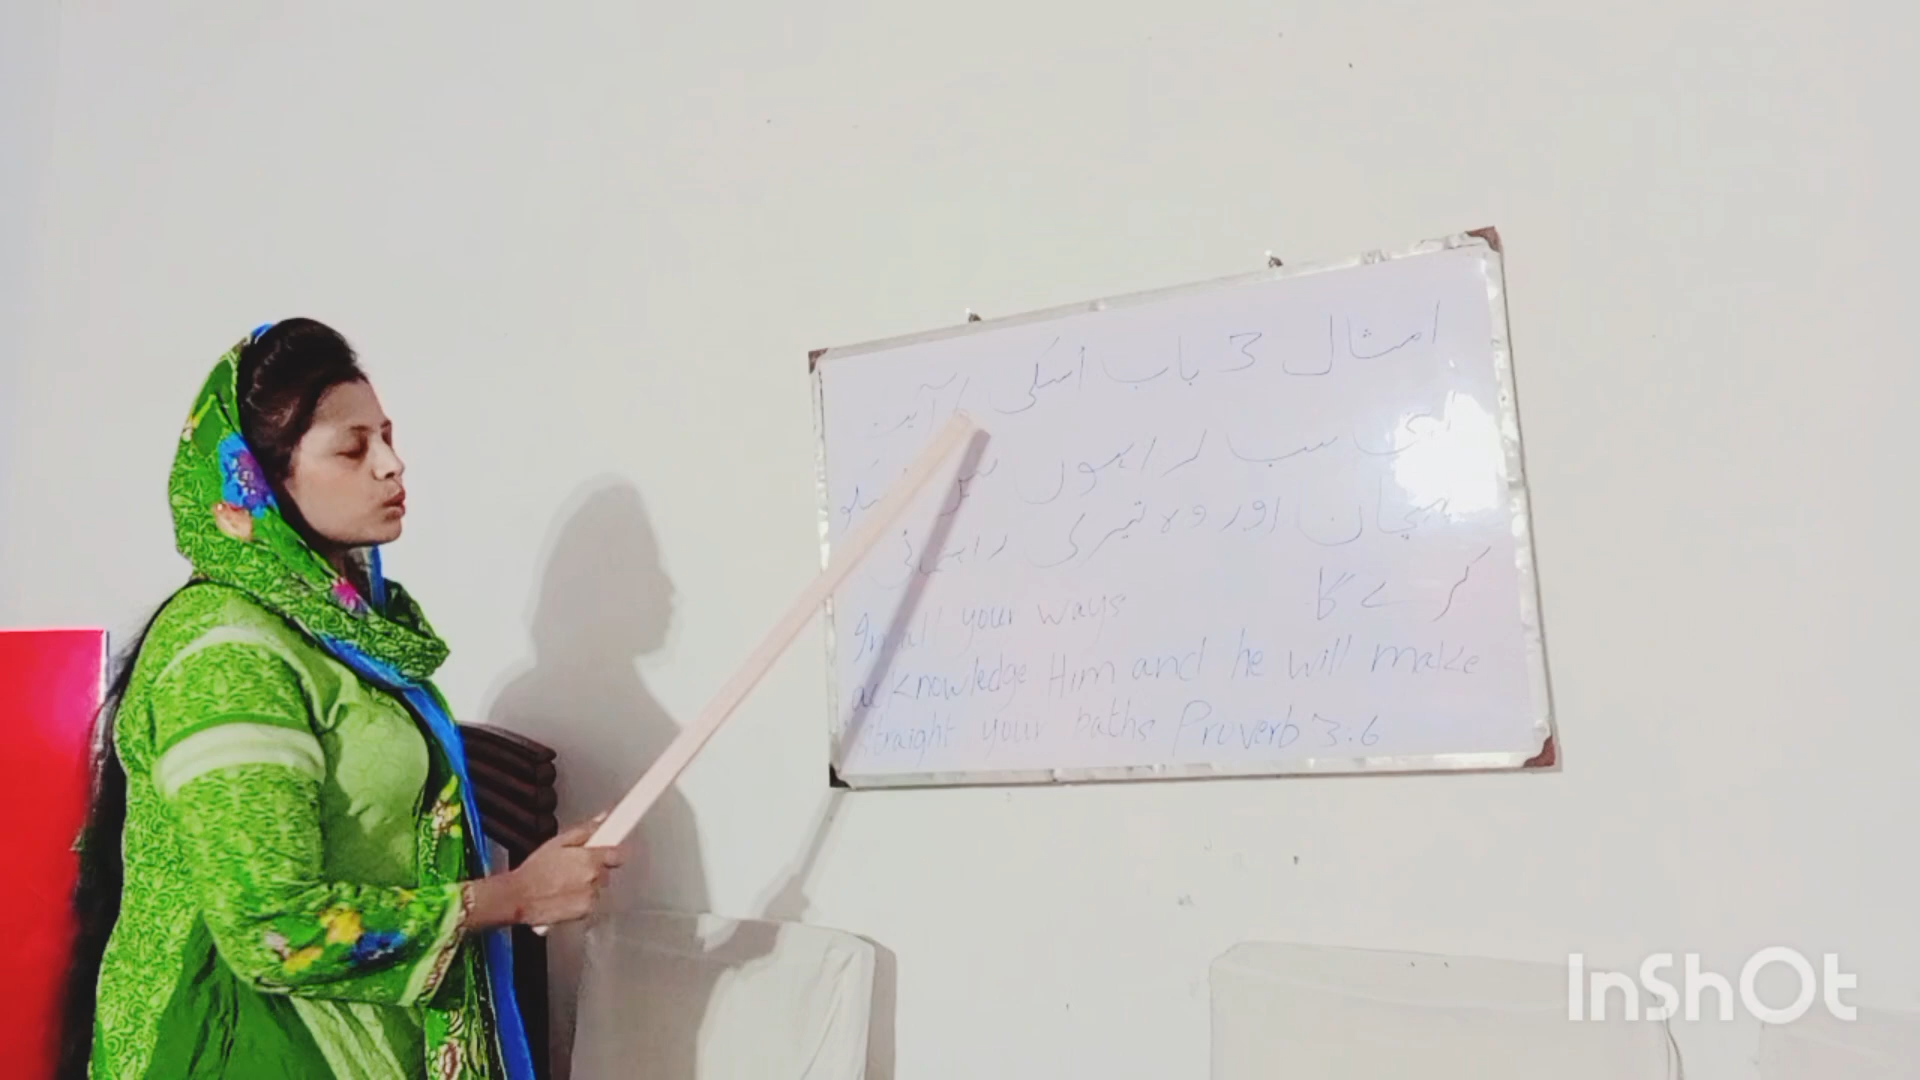 امثال 3 باب اسکی 6 آیت
اپنی سب راہوں میں اسکو
پہچان اور وہ تیری راہنمائی
کرے گا
In all your ways
acknowledge Him and he will make
straight your paths Proverb 3:6
InShOt